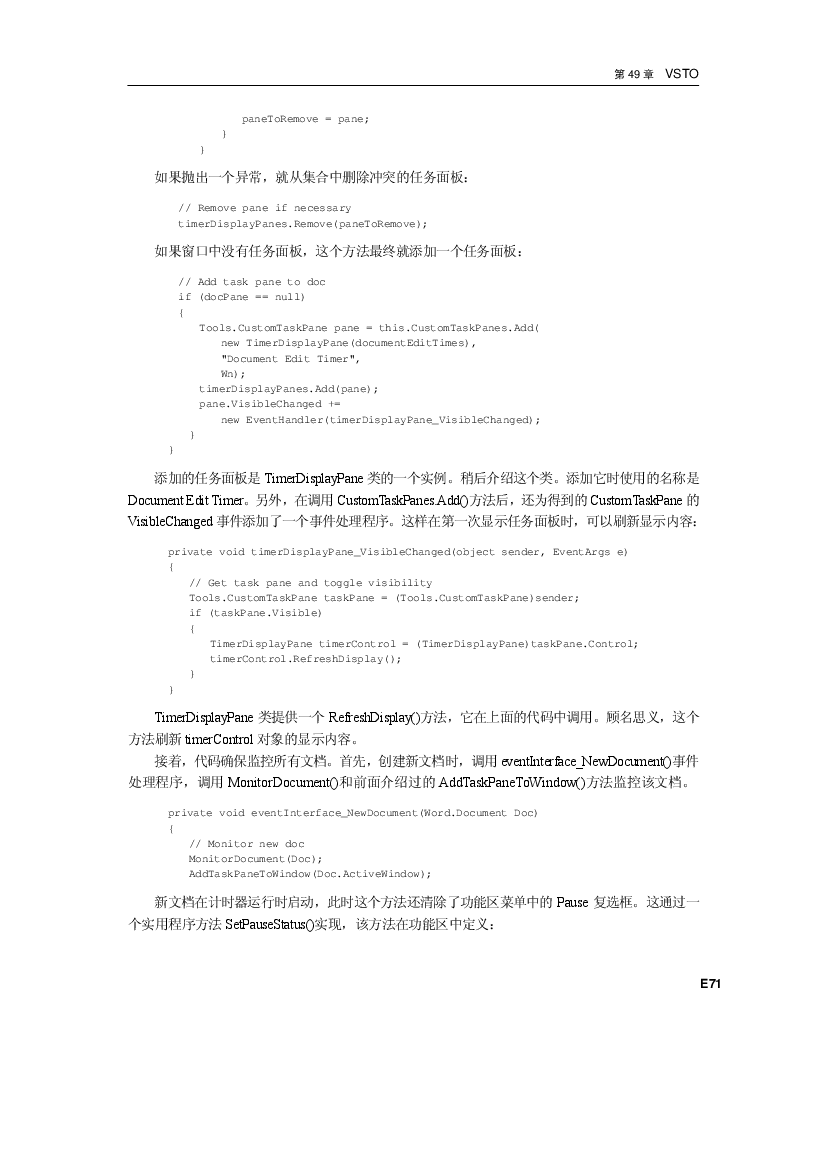 第 49 章 VSTO
paneToRemove = pane;
}
}
如果抛出一个异常，就从集合中删除冲突的任务面板：
// Remove pane if necessary
timerDisplayPanes.Remove(paneToRemove);
如果窗口中没有任务面板，这个方法最终就添加一个任务面板：
// Add task pane to doc
if (docPane == null)
{
Tools.CustomTaskPane pane = this.CustomTaskPanes.Add(
new TimerDisplayPane(documentEditTimes),
"Document Edit Timer",
Wn);
timerDisplayPanes.Add(pane);
pane.VisibleChanged +=
new EventHandler(timerDisplayPane_VisibleChanged);
}
}
添加的任务面板是 TimerDisplayPane 类的一个实例。稍后介绍这个类。添加它时使用的名称是
Document Edit Timer。另外，在调用 CustomTaskPanes.Add()方法后，还为得到的 CustomTaskPane 的
VisibleChanged 事件添加了一个事件处理程序。这样在第一次显示任务面板时，可以刷新显示内容：
private void timerDisplayPane_VisibleChanged(object sender, EventArgs e)
{
// Get task pane and toggle visibility
Tools.CustomTaskPane taskPane = (Tools.CustomTaskPane)sender;
if (taskPane.Visible)
{
TimerDisplayPane timerControl = (TimerDisplayPane)taskPane.Control;
timerControl.RefreshDisplay();
}
}
TimerDisplayPane 类提供一个 RefreshDisplay()方法，它在上面的代码中调用。顾名思义，这个
方法刷新 timerControl 对象的显示内容。
接着，代码确保监控所有文档。首先，创建新文档时，调用 eventInterface_NewDocument()事件
处理程序，调用 MonitorDocument()和前面介绍过的 AddTaskPaneToWindow()方法监控该文档。
private void eventInterface_NewDocument(Word.Document Doc)
{
// Monitor new doc
MonitorDocument(Doc);
AddTaskPaneToWindow(Doc.ActiveWindow);
新文档在计时器运行时启动，此时这个方法还清除了功能区菜单中的 Pause 复选框。这通过一
个实用程序方法 SetPauseStatus()实现，该方法在功能区中定义：
E71